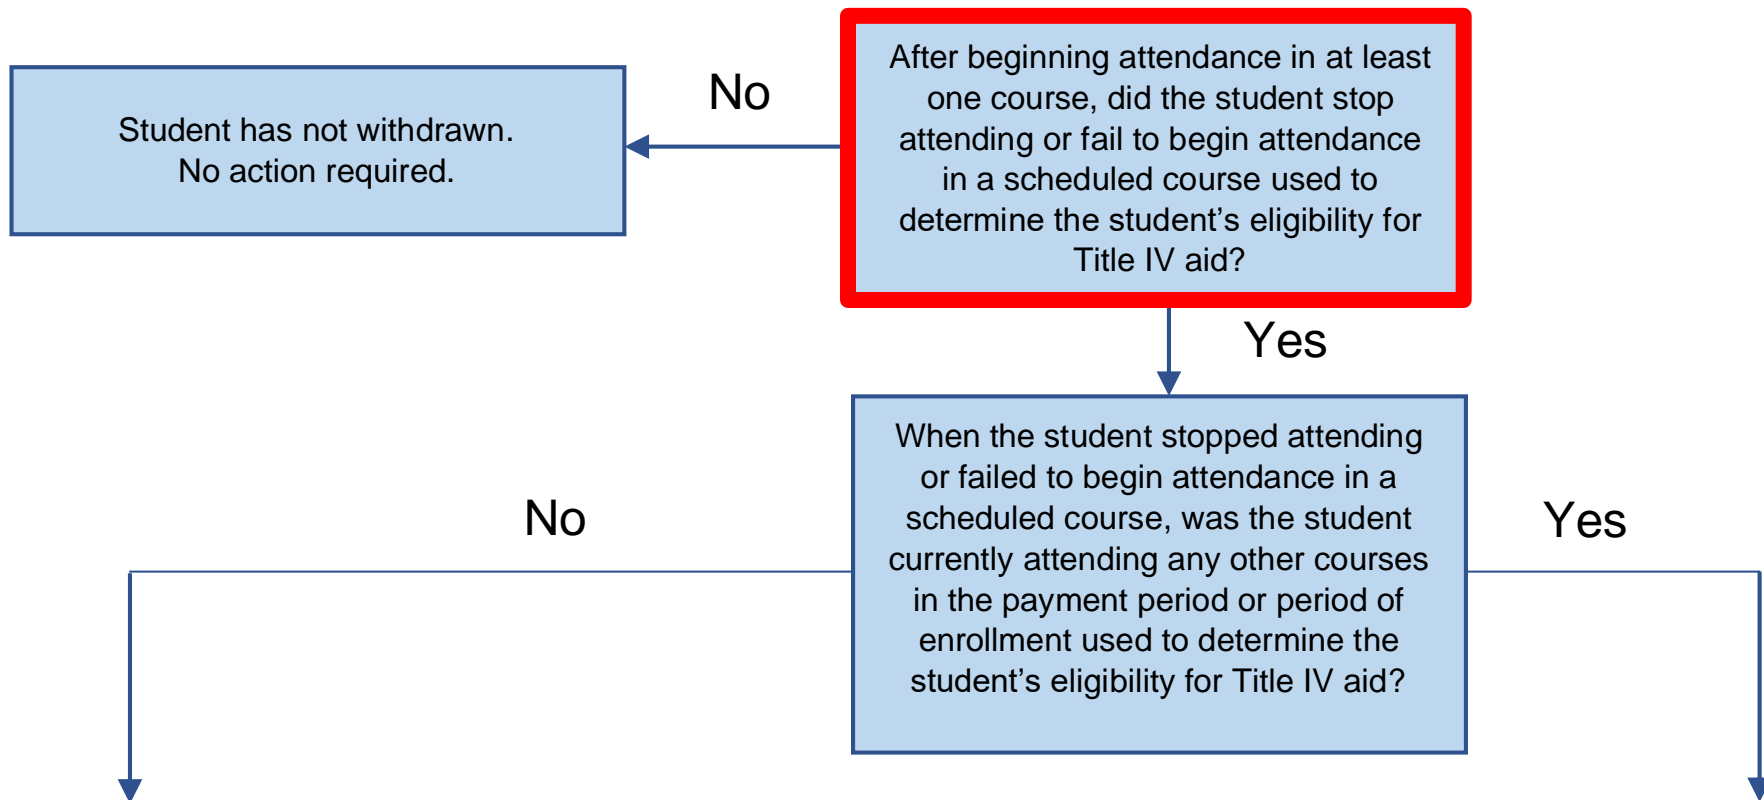 After beginning attendance in at least
one course, did the student stop
attending or fail to begin attendance
in a scheduled course used to
determine the student’s eligibility for
Title IV aid?
No
Student has not withdrawn.
No action required.
Yes
When the student stopped attending
or failed to begin attendance in a
scheduled course, was the student
currently attending any other courses
in the payment period or period of
enrollment used to determine the
student’s eligibility for Title IV aid?
No
Yes